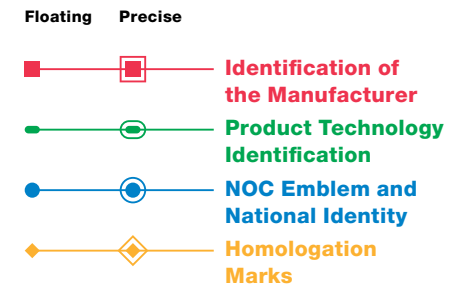 Floating Precise
Identification of
the Manufacturer
Product Technology
Identification
NOC Emblem and
National Identity
Homologation
Marks